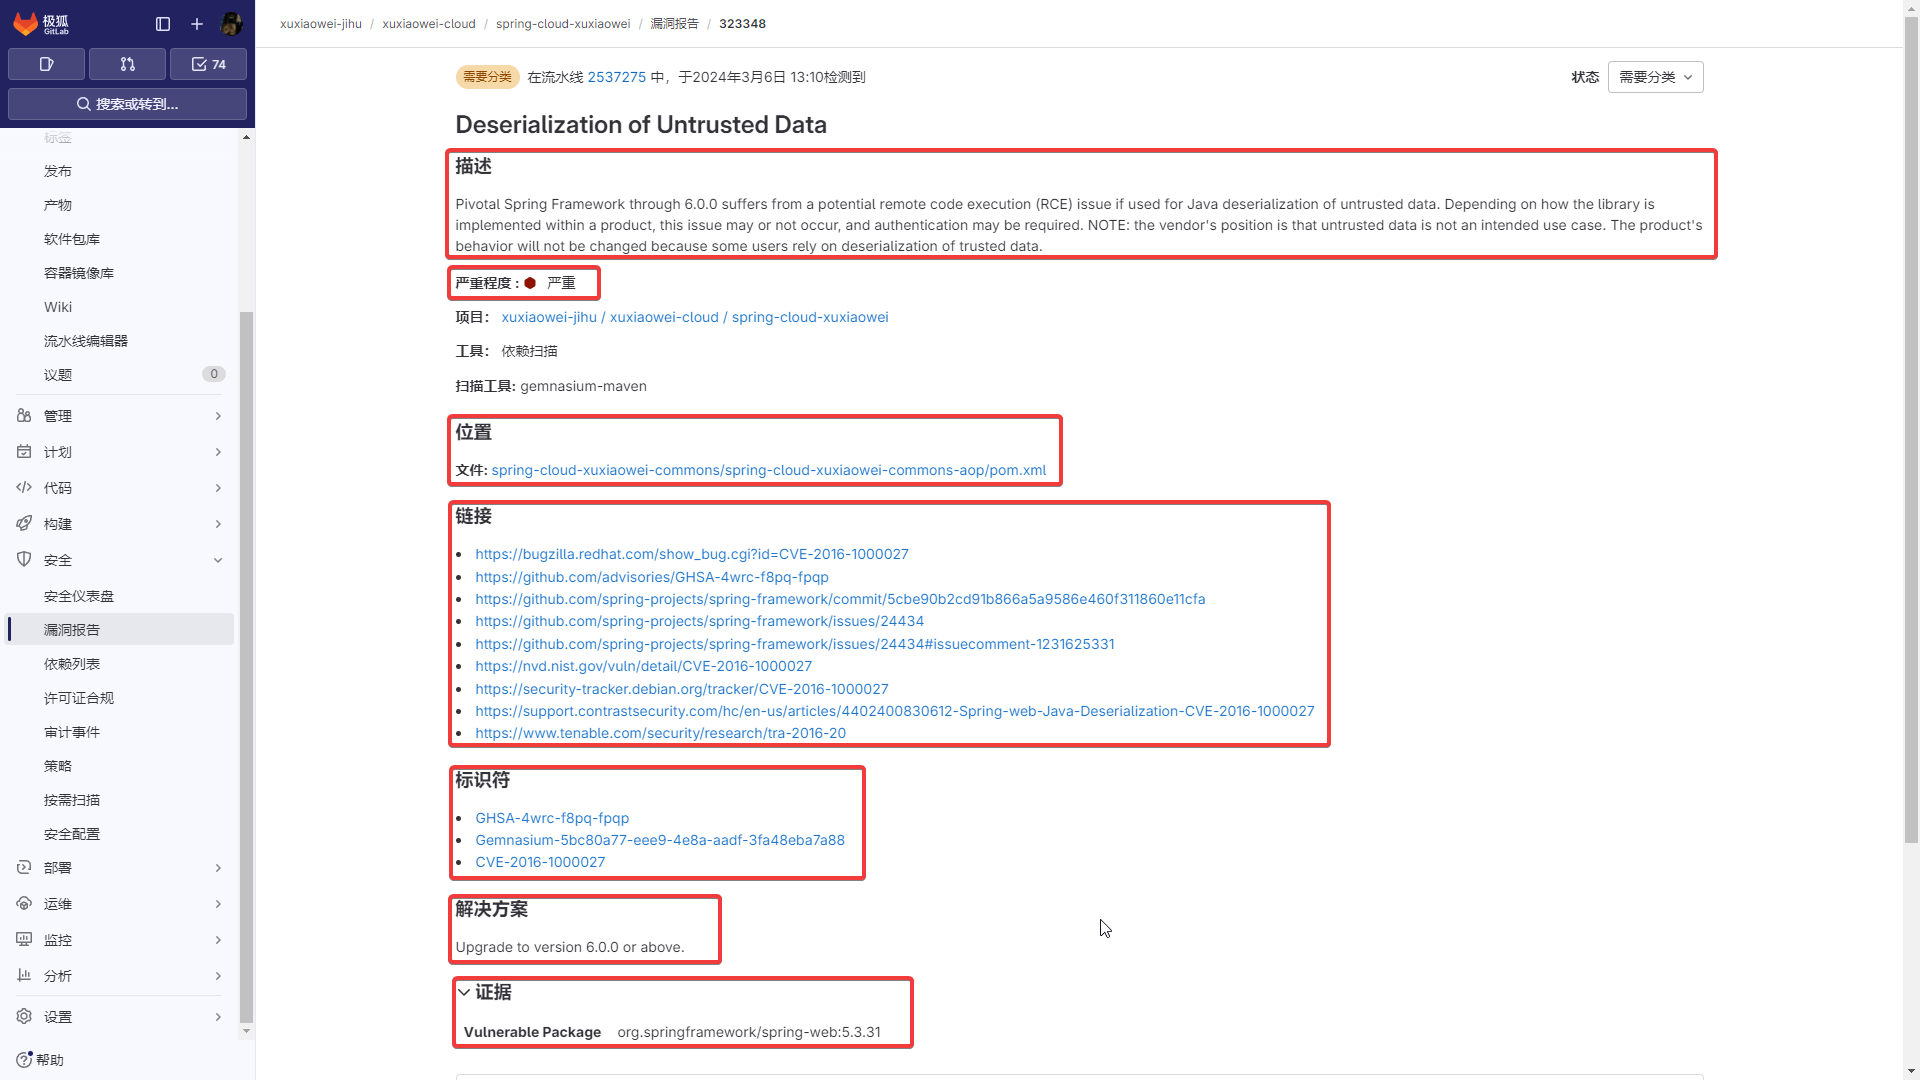 极狐
GitLab
74
搜索或转到...
标签
发布
产物
软件包库
容器镜像库
Wiki
流水线编辑器
议题
0
管理
计划
代码
构建
安全
安全仪表盘
漏洞报告
依赖列表
许可证合规
审计事件
策略
按需扫描
安全配置
部署
运维
监控
分析
设置
帮助
xuxiaowei-jihu / xuxiaowei-cloud / spring-cloud-xuxiaowei / 漏洞报告 / 323348
需要分类 在流水线 2537275 中，于2024年3月6日 13:10检测到
状态 需要分类
Deserialization of Untrusted Data
描述
Pivotal Spring Framework through 6.0.0 suffers from a potential remote code execution (RCE) issue if used for Java deserialization of untrusted data. Depending on how the library is
implemented within a product, this issue may or not occur, and authentication may be required. NOTE: the vendor's position is that untrusted data is not an intended use case. The product's
behavior will not be changed because some users rely on deserialization of trusted data.
严重程度： 严重
项目： xuxiaowei-jihu / xuxiaowei-cloud / spring-cloud-xuxiaowei
工具： 依赖扫描
扫描工具: gemnasium-maven
位置
文件: spring-cloud-xuxiaowei-commons/spring-cloud-xuxiaowei-commons-aop/pom.xml
链接
https://bugzilla.redhat.com/show_bug.cgi?id=CVE-2016-1000027
https://github.com/advisories/GHSA-4wrc-f8pq-fpqp
https://github.com/spring-projects/spring-framework/commit/5cbe90b2cd91b866a5a9586e460f311860e11cfa
https://github.com/spring-projects/spring-framework/issues/24434
https://github.com/spring-projects/spring-framework/issues/24434#issuecomment-1231625331
https://nvd.nist.gov/vuln/detail/CVE-2016-1000027
https://security-tracker.debian.org/tracker/CVE-2016-1000027
https://support.contrastsecurity.com/hc/en-us/articles/4402400830612-Spring-web-Java-Deserialization-CVE-2016-1000027
https://www.tenable.com/security/research/tra-2016-20
标识符
GHSA-4wrc-f8pq-fpqp
Gemnasium-5bc80a77-eee9-4e8a-aadf-3fa48eba7a88
CVE-2016-1000027
解决方案
Upgrade to version 6.0.0 or above.
证据
Vulnerable Package org.springframework/spring-web:5.3.31